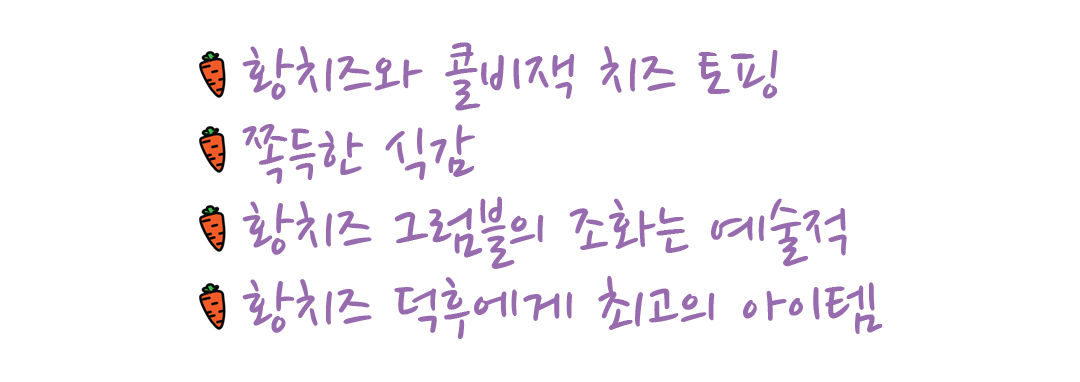 황치즈와 콜비잭 치즈 토핑
쫀득한 식감
황치즈 그럼블의 조화는 예술적
황치즈 덕후에게 최고의 아이템